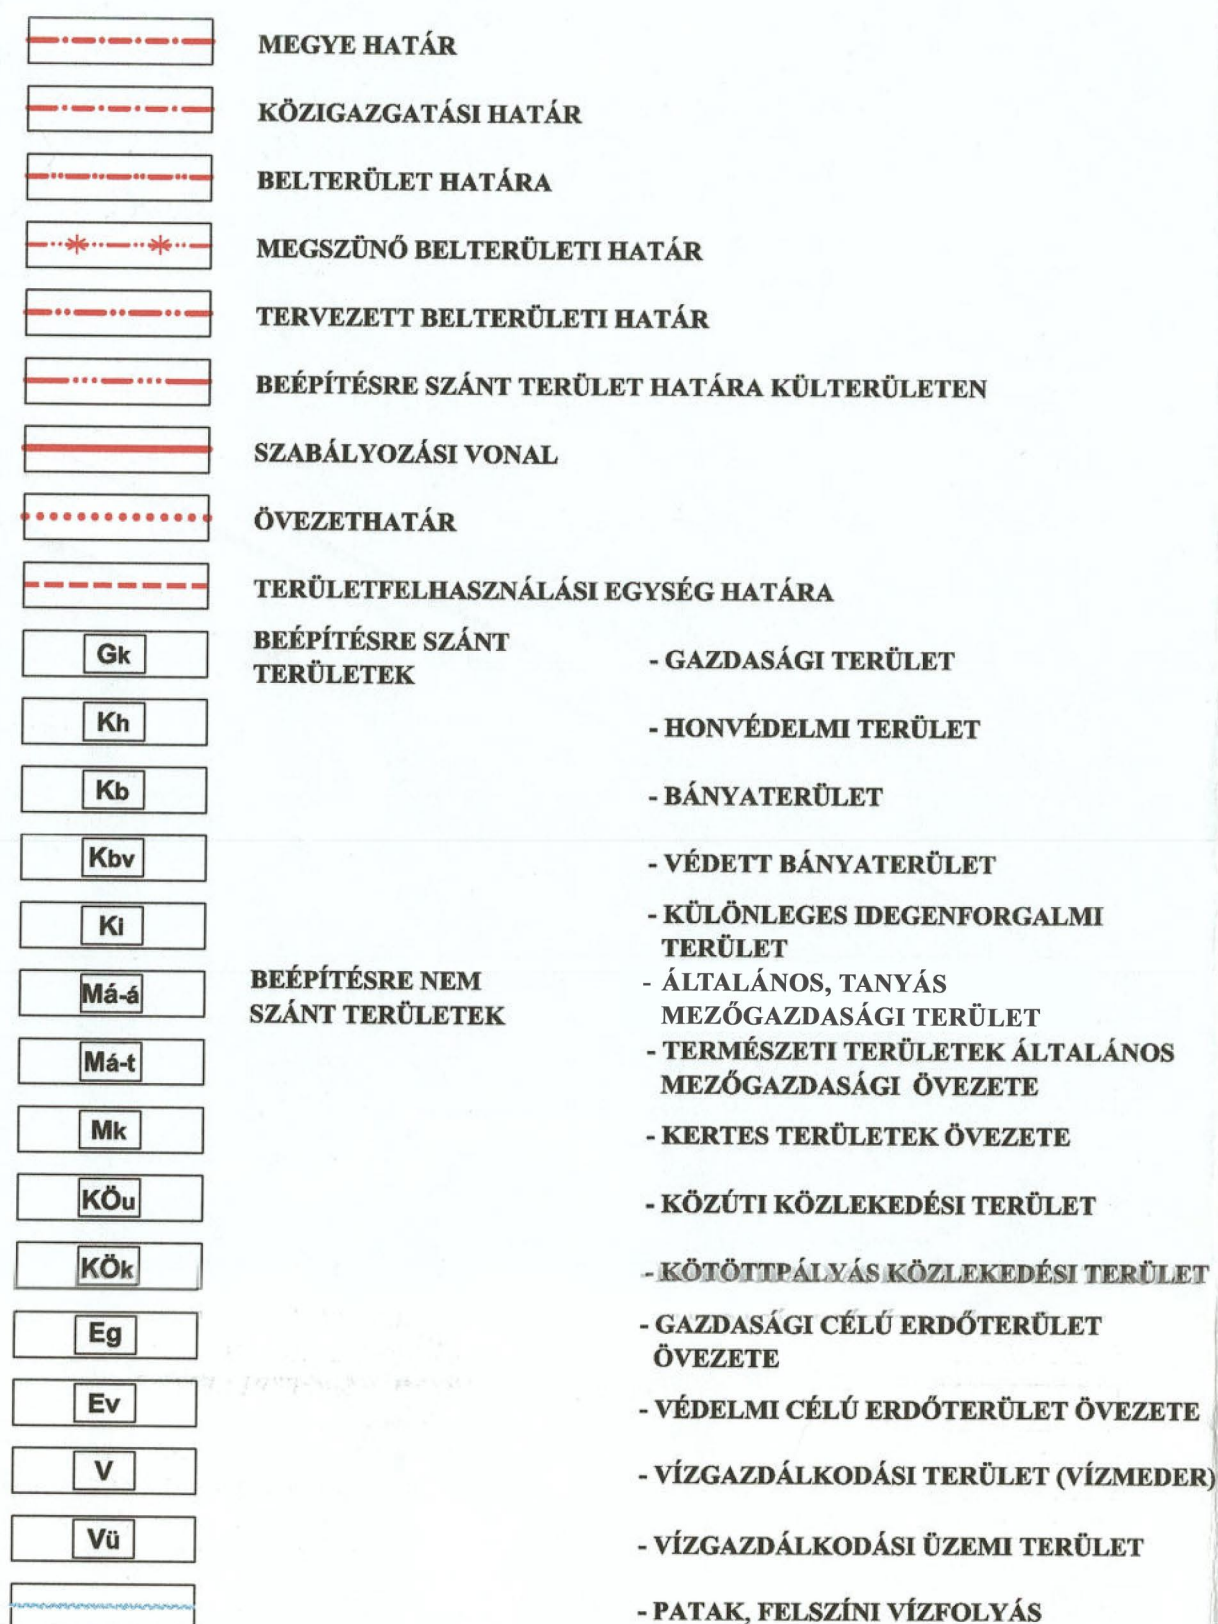 MEGYE HATÁR
KÖZIGAZGATÁSI HATÁR
BELTERÜLET HATÁRA
MEGSZÜNŐ BELTERÜLETI HATÁR
TERVEZETT BELTERÜLETI HATÁR
BEÉPÍTÉSRE SZÁNT TERÜLET HATÁRA KÜLTERÜLETEN
SZABÁLYOZÁSI VONAL
ÖVEZETHATÁR
TERÜLETFELHASZNÁLÁSI EGYSÉG HATÁRA
Gk
BEÉPÍTÉSRE SZÁNT
TERÜLETEK
- GAZDASÁGI TERÜLET
Kh
- HONVÉDELMI TERÜLET
Kb
- BÁNYATERÜLET
Kbv
- VÉDETT BÁNYATERÜLET
Ki
- KÜLÖNLEGES IDEGENFORGALMI
TERÜLET
Má-á
BEÉPÍTÉSRE NEM
SZÁNT TERÜLETEK
- ÁLTALÁNOS, TANYÁS
MEZŐGAZDASÁGI TERÜLET
Má-t
- TERMÉSZETI TERÜLETEK ÁLTALÁNOS
MEZŐGAZDASÁGI ÖVEZETE
Mk
- KERTES TERÜLETEK ÖVEZETE
KÖu
- KÖZÚTI KÖZLEKEDÉSI TERÜLET
KÖk
- KÖTÖTTPÁLYÁS KÖZLEKEDÉSI TERÜLET
Eg
- GAZDASÁGI CÉLÚ ERDŐTERÜLET
ÖVEZETE
Ev
- VÉDELMI CÉLÚ ERDŐTERÜLET ÖVEZETE
V
- VÍZGAZDÁLKODÁSI TERÜLET (VÍZMEDER)
Vü
- VÍZGAZDÁLKODÁSI ÜZEMI TERÜLET
- PATAK, FELSZÍNI VÍZFOLYÁS